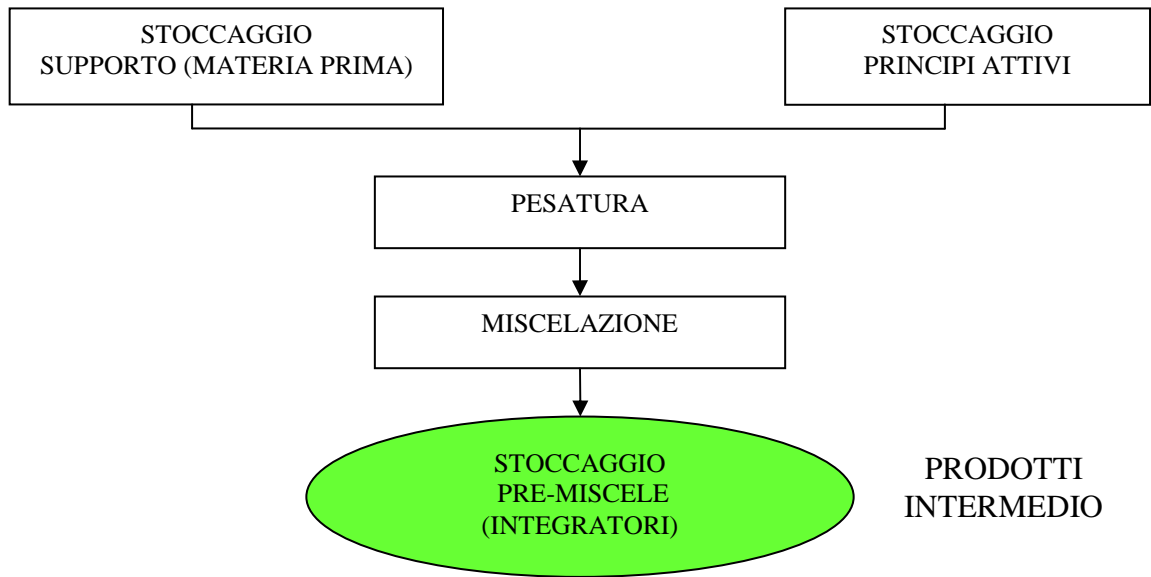 STOCCAGGIO
SUPPORTO (MATERIA PRIMA)
STOCCAGGIO
PRINCIPI ATTIVI
PESATURA
MISCELAZIONE
STOCCAGGIO
PRE-MISCELE
(INTEGRATORI)
PRODOTTI
INTERMEDIO